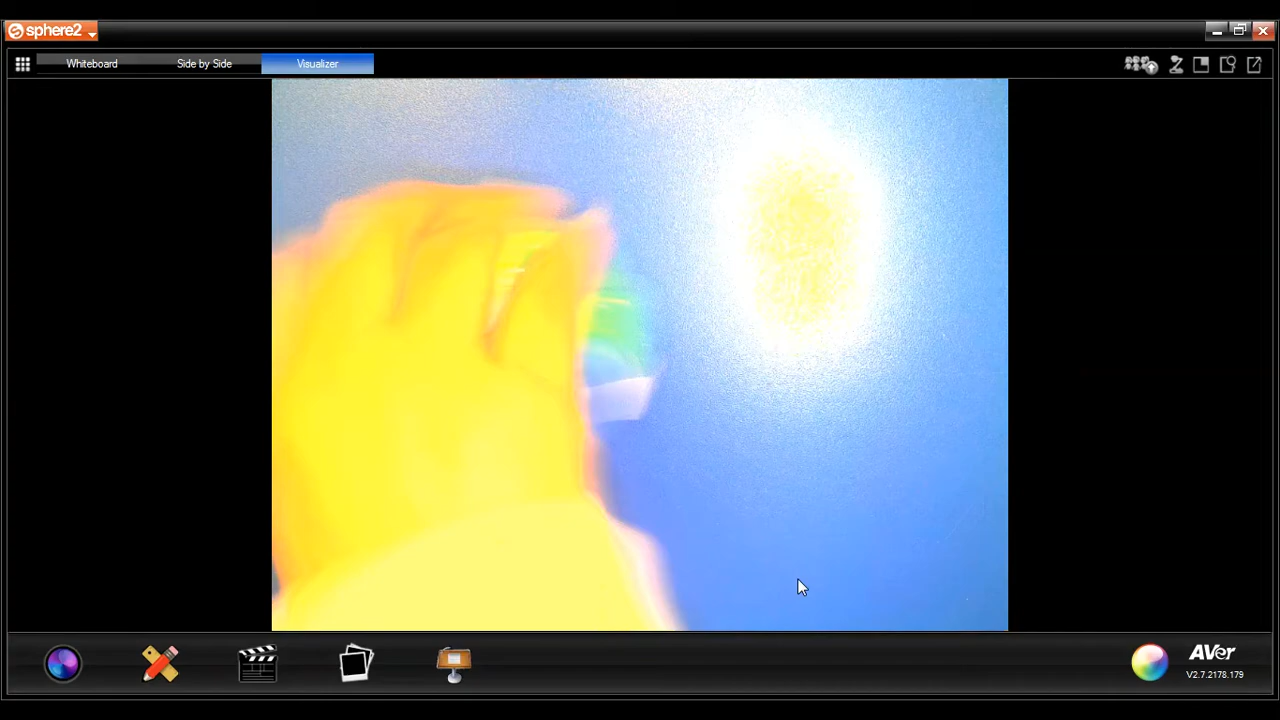 sphere2
Whiteboard
Side by Side
Visualizer
AVer
V2.7.2178.179